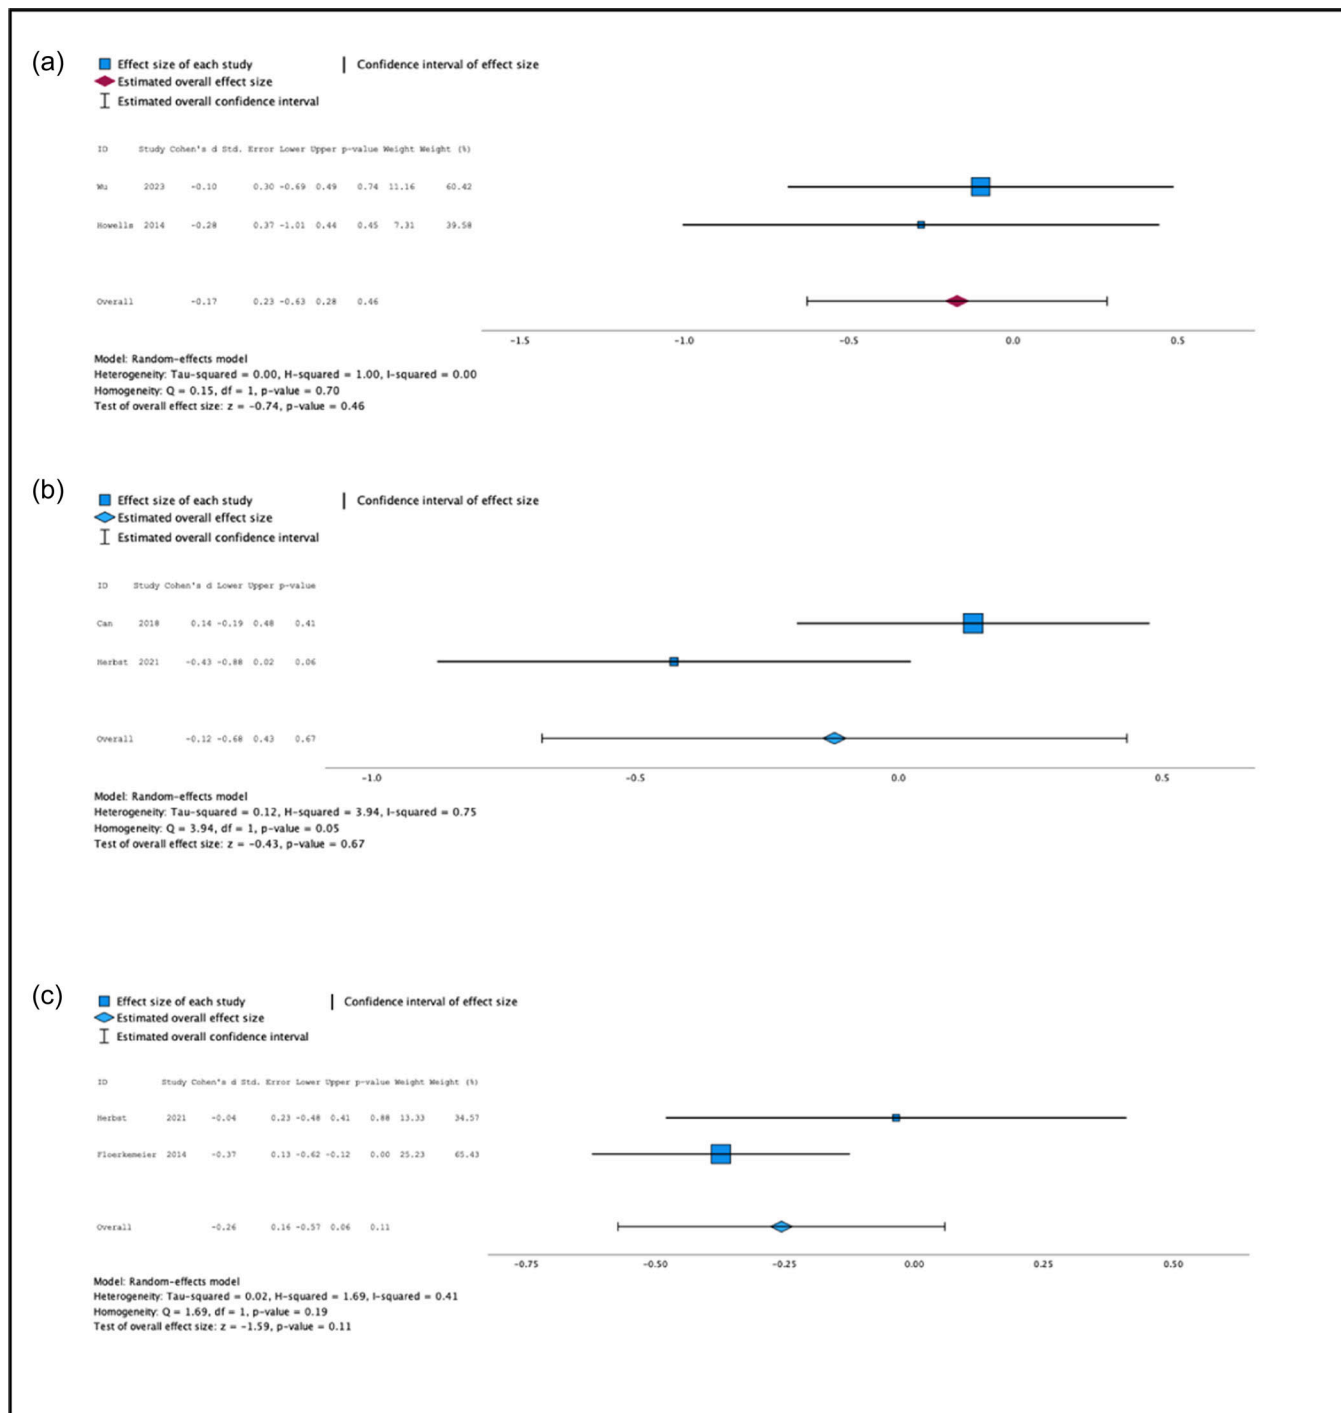 (a)
Effect size of each study Confidence interval of effect size
Estimated overall effect size
Estimated overall confidence interval
ID Study Cohen's d Std. Error Lower Upper p-value Weight Weight (%)
Wu 2023 -0.10 0.30 -0.69 0.49 0.74 11.16 60.42
Howells 2014 -0.28 0.37 -1.01 0.44 0.45 7.31 39.58
Overall -0.17 0.23 -0.63 0.28 0.46
-1.5 -1.0 -0.5 0.0 0.5
Model: Random-effects model
Heterogeneity: Tau-squared = 0.00, H-squared = 1.00, I-squared = 0.00
Homogeneity: Q = 0.15, df = 1, p-value = 0.70
Test of overall effect size: z = -0.74, p-value = 0.46
(b)
Effect size of each study Confidence interval of effect size
Estimated overall effect size
Estimated overall confidence interval
ID Study Cohen's d Lower Upper p-value
Can 2018 0.14 -0.19 0.48 0.41
Herbst 2021 -0.43 -0.88 0.02 0.06
Overall -0.12 -0.68 0.43 0.67
-1.0 -0.5 0.0 0.5
Model: Random-effects model
Heterogeneity: Tau-squared = 0.12, H-squared = 3.94, I-squared = 0.75
Homogeneity: Q = 3.94, df = 1, p-value = 0.05
Test of overall effect size: z = -0.43, p-value = 0.67
(c)
Effect size of each study Confidence interval of effect size
Estimated overall effect size
Estimated overall confidence interval
ID Study Cohen's d Std. Error Lower Upper p-value Weight Weight (%)
Herbst 2021 -0.04 0.23 -0.48 0.41 0.88 13.33 34.57
Floerkemeier 2014 -0.37 0.13 -0.62 -0.12 0.00 25.23 65.43
Overall -0.26 0.16 -0.57 0.06 0.11
-0.75 -0.50 -0.25 0.00 0.25 0.50
Model: Random-effects model
Heterogeneity: Tau-squared = 0.02, H-squared = 1.69, I-squared = 0.41
Homogeneity: Q = 1.69, df = 1, p-value = 0.19
Test of overall effect size: z = -1.59, p-value = 0.11